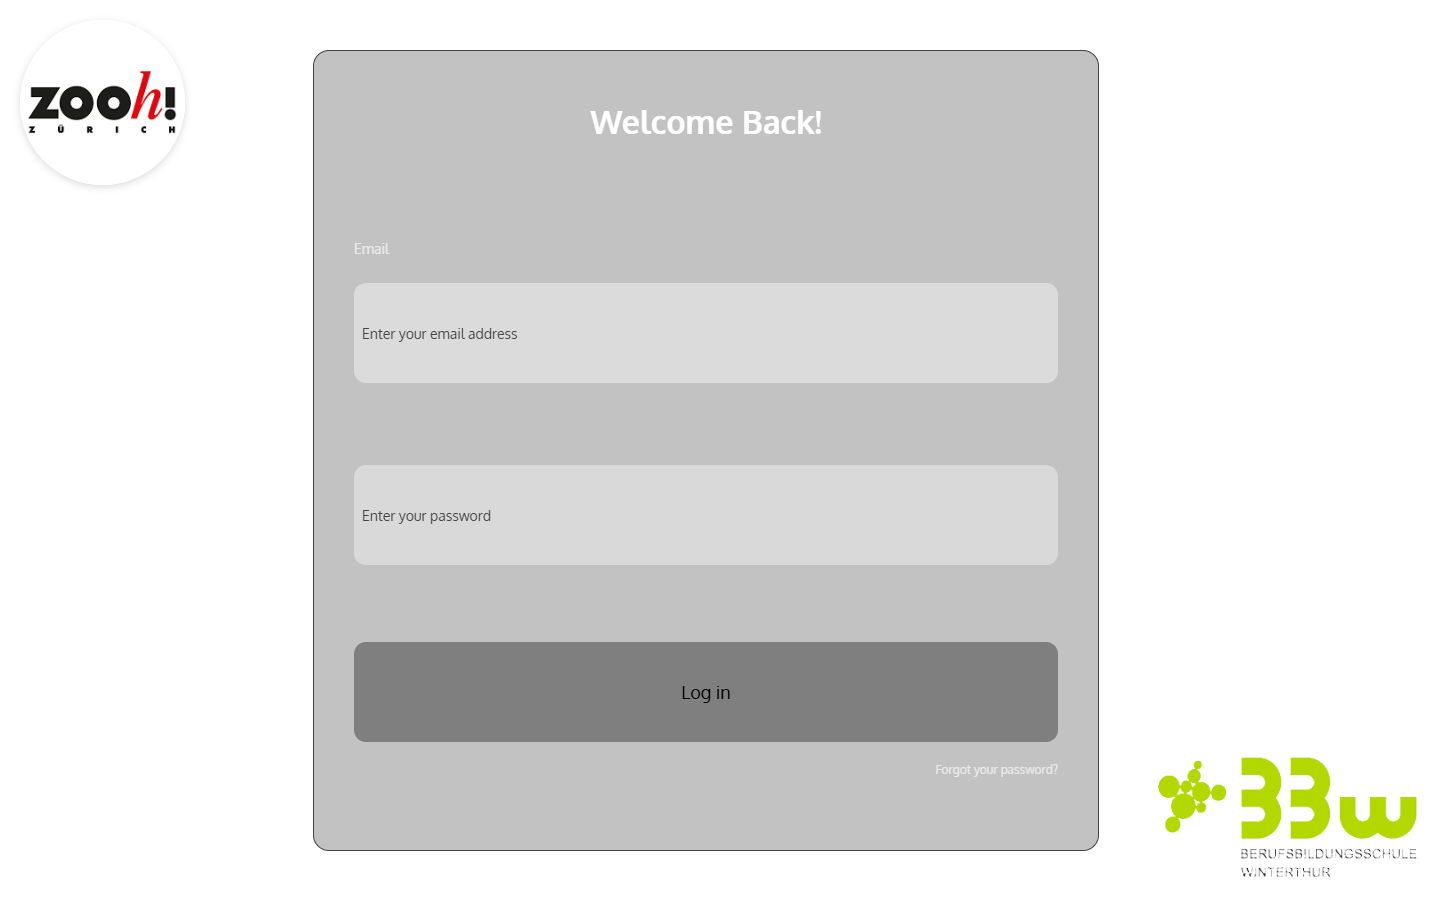 zooh!
ZÜRICH
Welcome Back!
Email
Enter your email address
Enter your password
Log in
Forgot your password?
BBw
BERUFSBILDUNGSSCHULE
WINTERTHUR